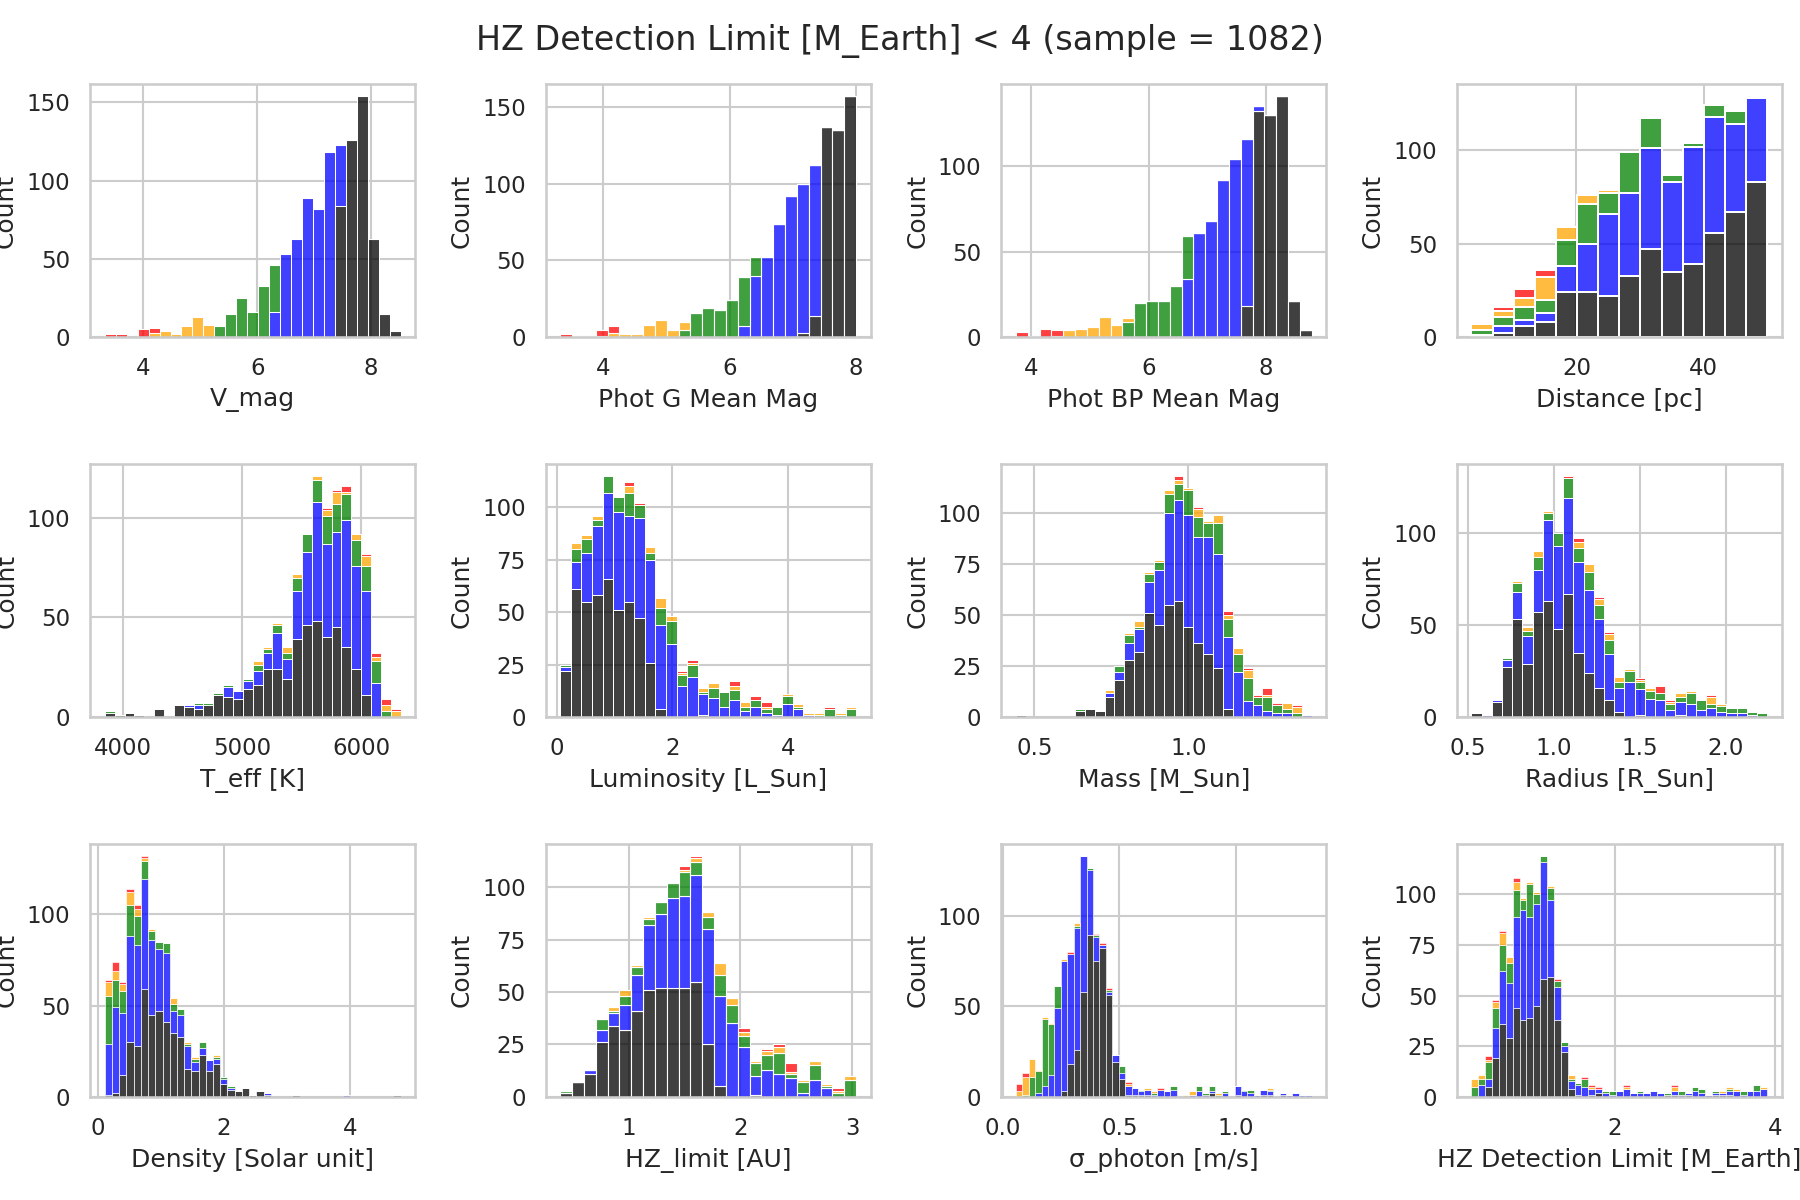 HZ Detection Limit [M_Earth] < 4 (sample = 1082)
Count
150
100
50
0
4 6 8
V_mag
Count
150
100
50
0
4 6 8
Phot G Mean Mag
Count
100
50
0
4 6 8
Phot BP Mean Mag
Count
100
50
0
20 40
Distance [pc]
Count
100
50
0
4000 5000 6000
T_eff [K]
Count
100
75
50
25
0
0 2 4
Luminosity [L_Sun]
Count
100
75
50
25
0
0.5 1.0
Mass [M_Sun]
Count
100
50
0
0.5 1.0 1.5 2.0
Radius [R_Sun]
Count
100
50
0
0 2 4
Density [Solar unit]
Count
100
75
50
25
0
1 2 3
HZ_limit [AU]
Count
100
50
0
0.0 0.5 1.0
σ_photon [m/s]
Count
100
75
50
25
0
2 4
HZ Detection Limit [M_Earth]